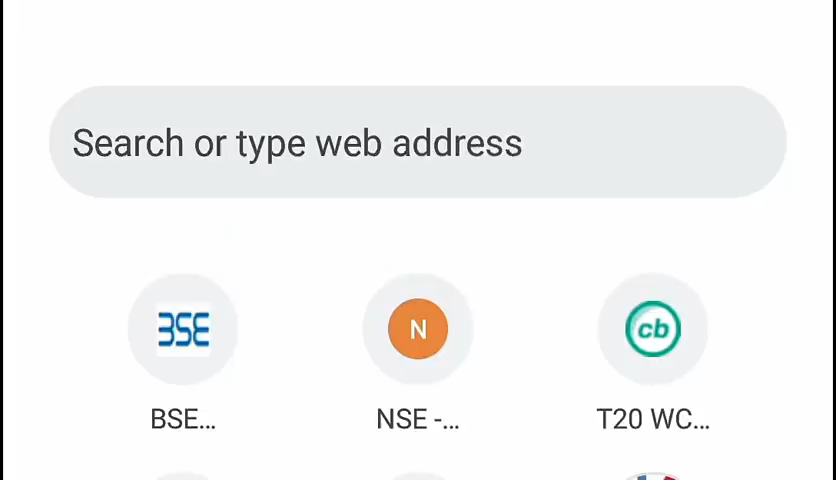 Search or type web address
BSE
N
cb
BSE...
NSE -...
T20 WC...